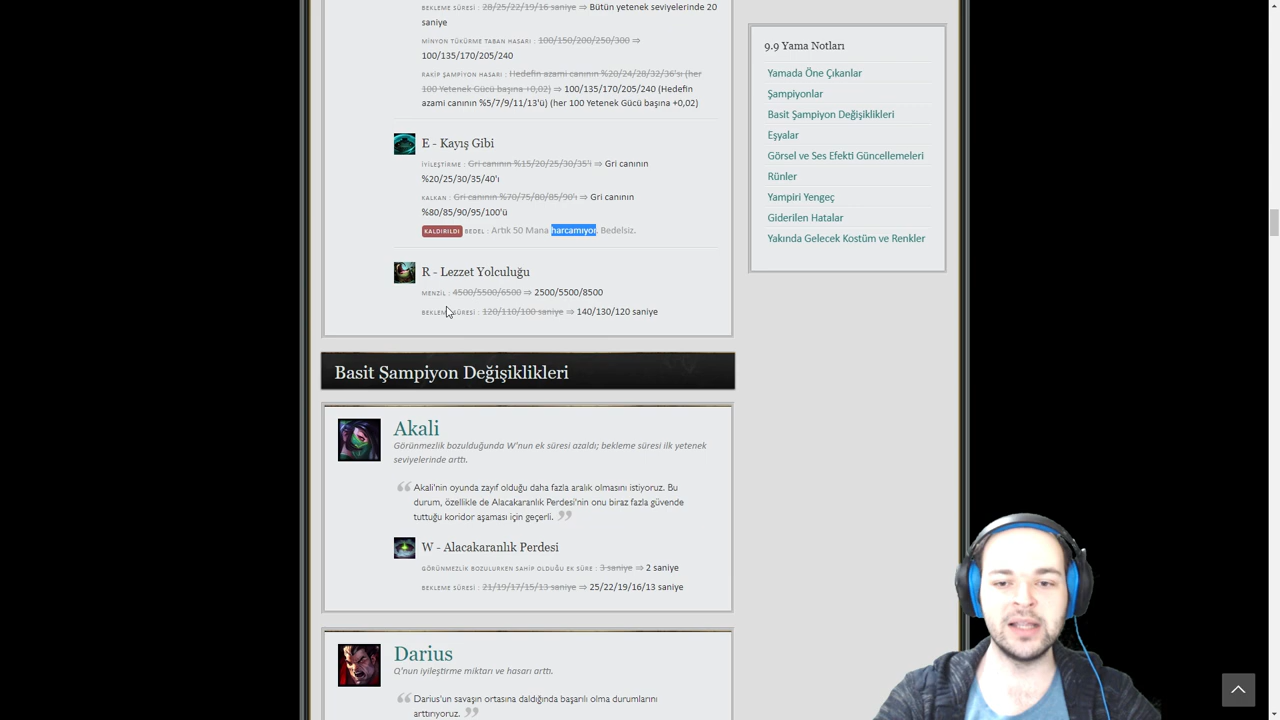 BEKLEME SÜRESİ : 28/25/22/19/16 saniye ⇒ Bütün yetenek seviyelerinde 20
saniye
MİNYON TÜKÜRME TABAN HASARI : 100/150/200/250/300 ⇒
100/135/170/205/240
RAKİP ŞAMPİYON HASARI : Hedefin azami canının %20/24/28/32/36'sı (her
100 Yetenek Gücü başına +0,02) ⇒ 100/135/170/205/240 (Hedefin
azami canının %5/7/9/11/13'ü) (her 100 Yetenek Gücü başına +0,02)
E - Kayış Gibi
İYİLEŞTİRME : Gri canının %15/20/25/30/35'i ⇒ Gri canının
%20/25/30/35/40'ı
KALKAN : Gri canının %70/75/80/85/90'ı ⇒ Gri canının
%80/85/90/95/100'ü
KALDIRILDI BEDEL : Artık 50 Mana harcamıyor. Bedelsiz.
R - Lezzet Yolculuğu
MENZİL : 4500/5500/6500 ⇒ 2500/5500/8500
BEKLEME SÜRESİ : 120/110/100 saniye ⇒ 140/130/120 saniye
Basit Şampiyon Değişiklikleri
Akali
Görünmezlik bozulduğunda W'nun ek süresi azaldı; bekleme süresi ilk yetenek
seviyelerinde arttı.
Akali'nin oyunda zayıf olduğu daha fazla aralık olmasını istiyoruz. Bu
durum, özellikle de Alacakaranlık Perdesi'nin onu biraz fazla güvende
tuttuğu koridor aşaması için geçerli.
W - Alacakaranlık Perdesi
GÖRÜNMEZLİK BOZULURKEN SAHİP OLDUĞU EK SÜRE : 3 saniye ⇒ 2 saniye
BEKLEME SÜRESİ : 21/19/17/15/13 saniye ⇒ 25/22/19/16/13 saniye
Darius
Q'nun iyileştirme miktarı ve hasarı arttı.
Darius'un savaşın ortasına daldığında başarılı olma durumlarını
arttırıyoruz.
9.9 Yama Notları
Yamada Öne Çıkanlar
Şampiyonlar
Basit Şampiyon Değişiklikleri
Eşyalar
Görsel ve Ses Efekti Güncellemeleri
Rünler
Yampiri Yengeç
Giderilen Hatalar
Yakında Gelecek Kostüm ve Renkler